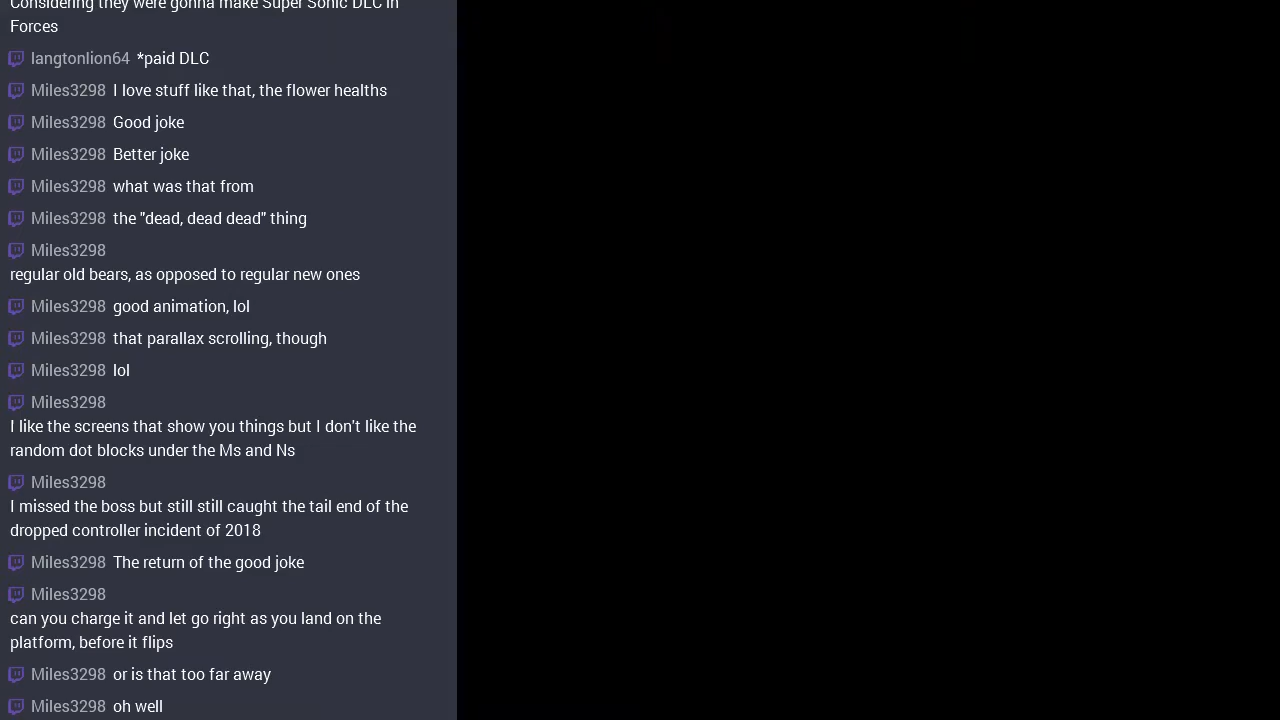 Considering they were gonna make Super Sonic DLC in
Forces
langtonlion64 *paid DLC
Miles3298 I love stuff like that, the flower healths
Miles3298 Good joke
Miles3298 Better joke
Miles3298 what was that from
Miles3298 the "dead, dead dead" thing
Miles3298
regular old bears, as opposed to regular new ones
Miles3298 good animation, lol
Miles3298 that parallax scrolling, though
Miles3298 lol
Miles3298
I like the screens that show you things but I don't like the
random dot blocks under the Ms and Ns
Miles3298
I missed the boss but still still caught the tail end of the
dropped controller incident of 2018
Miles3298 The return of the good joke
Miles3298
can you charge it and let go right as you land on the
platform, before it flips
Miles3298 or is that too far away
Miles3298 oh well